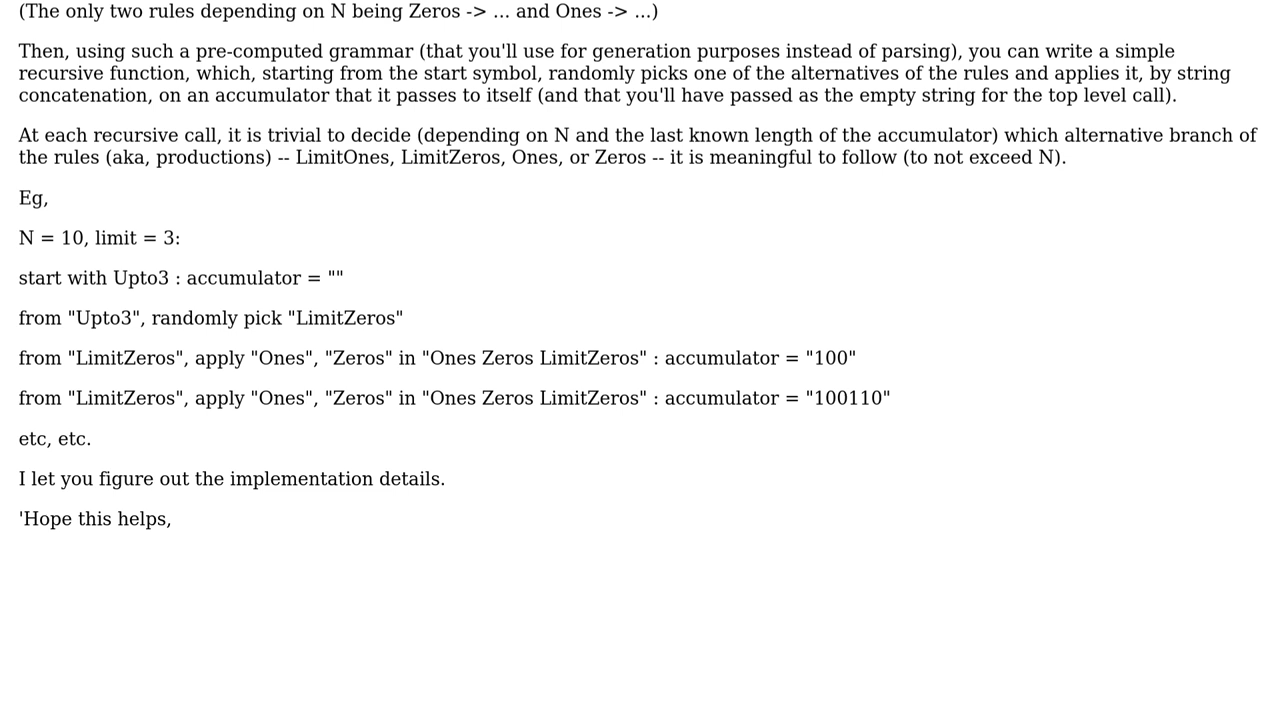 (The only two rules depending on N being Zeros -> ... and Ones -> ...)
Then, using such a pre-computed grammar (that you'll use for generation purposes instead of parsing), you can write a simple
recursive function, which, starting from the start symbol, randomly picks one of the alternatives of the rules and applies it, by string
concatenation, on an accumulator that it passes to itself (and that you'll have passed as the empty string for the top level call).
At each recursive call, it is trivial to decide (depending on N and the last known length of the accumulator) which alternative branch of
the rules (aka, productions) -- LimitOnes, LimitZeros, Ones, or Zeros -- it is meaningful to follow (to not exceed N).
Eg,
N = 10, limit = 3:
start with Upto3 : accumulator = ""
from "Upto3", randomly pick "LimitZeros"
from "LimitZeros", apply "Ones", "Zeros" in "Ones Zeros LimitZeros" : accumulator = "100"
from "LimitZeros", apply "Ones", "Zeros" in "Ones Zeros LimitZeros" : accumulator = "100110"
etc, etc.
I let you figure out the implementation details.
'Hope this helps,